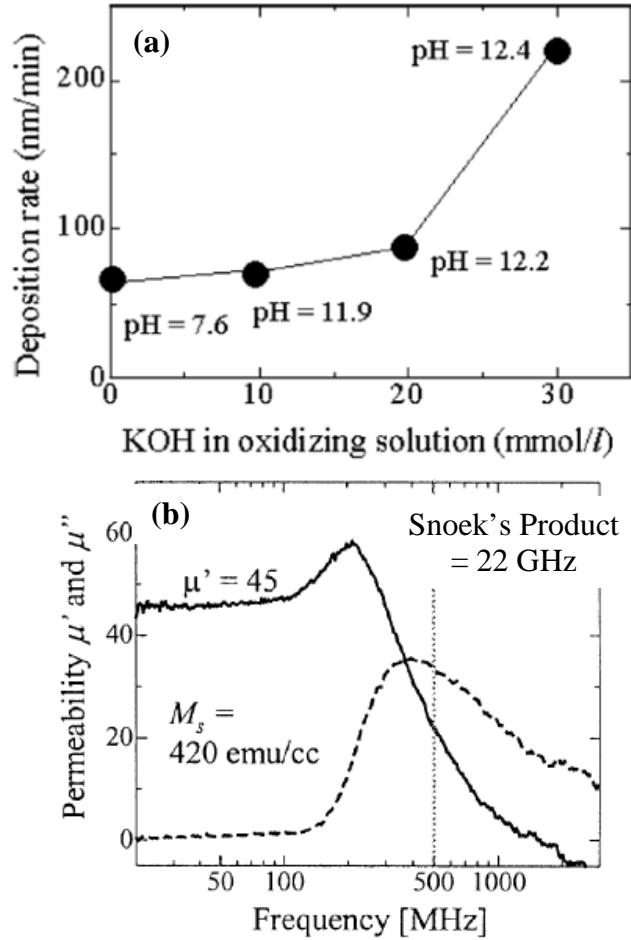 (a)
pH = 12.4
200
Deposition rate (nm/min)
100
pH = 12.2
pH = 7.6
pH = 11.9
0
0 10 20 30
KOH in oxidizing solution (mmol/l)
(b)
Snoek’s Product
= 22 GHz
60
μ’ = 45
40
Permeability μ' and μ"
20
Ms =
420 emu/cc
0
50 100 500 1000
Frequency [MHz]